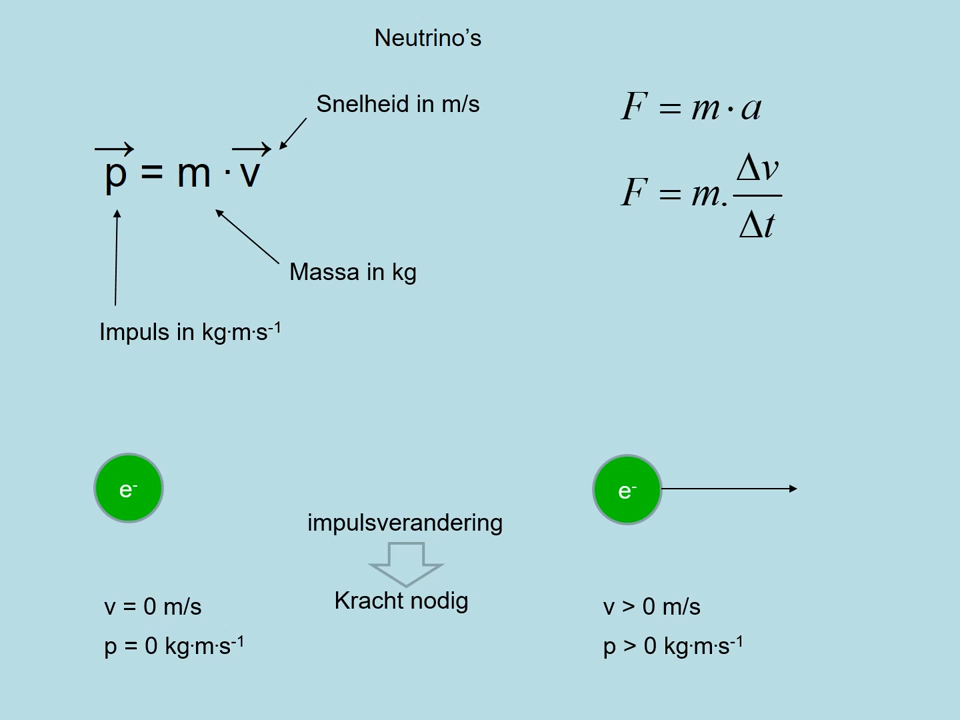 Neutrino’s
Snelheid in m/s
p⃗ = m · v⃗
Massa in kg
Impuls in kg·m·s⁻¹
F = m · a
F = m. Δv/Δt
e⁻
e⁻
impulsverandering
Kracht nodig
v = 0 m/s
p = 0 kg·m·s⁻¹
v > 0 m/s
p > 0 kg·m·s⁻¹